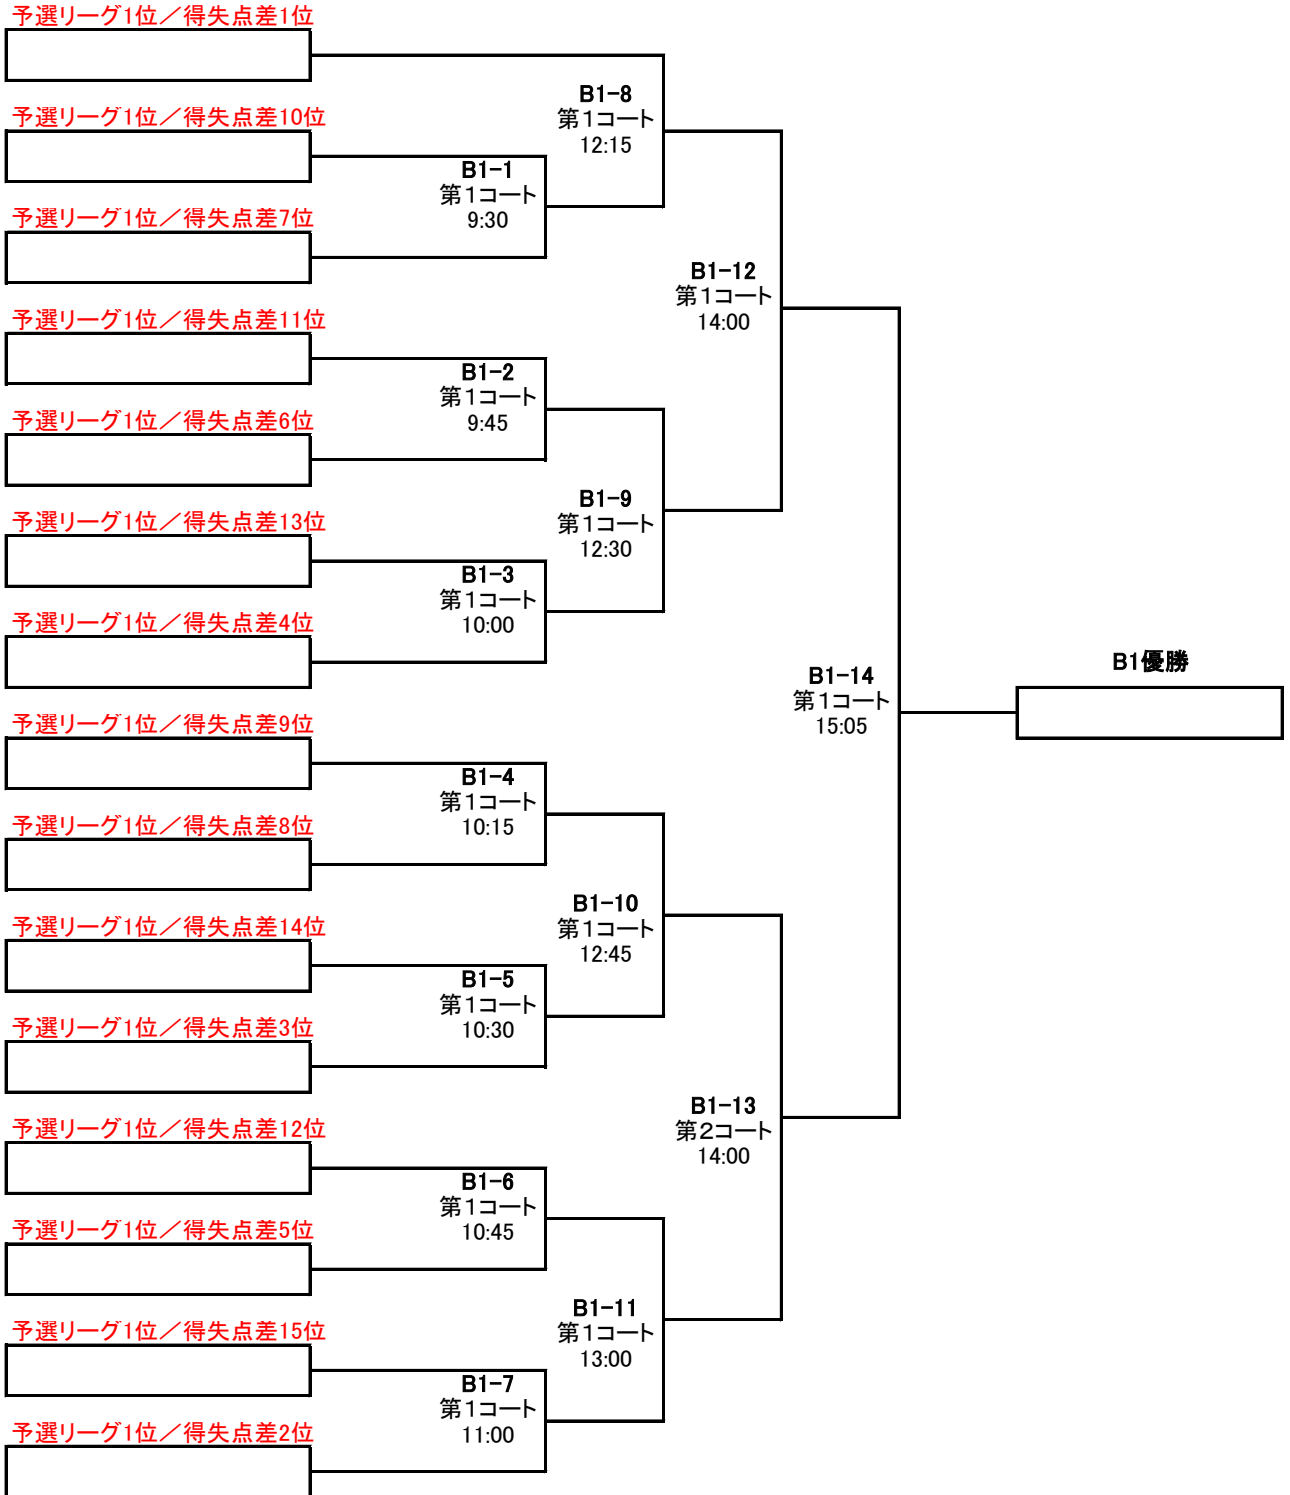 予選リーグ1位／得失点差1位
B1-8
第1コート
12:15
予選リーグ1位／得失点差10位
B1-1
第1コート
9:30
予選リーグ1位／得失点差7位
B1-12
第1コート
14:00
予選リーグ1位／得失点差11位
B1-2
第1コート
9:45
予選リーグ1位／得失点差6位
B1-9
第1コート
12:30
予選リーグ1位／得失点差13位
B1-3
第1コート
10:00
予選リーグ1位／得失点差4位
B1-14
第1コート
15:05
B1優勝
予選リーグ1位／得失点差9位
B1-4
第1コート
10:15
予選リーグ1位／得失点差8位
B1-10
第1コート
12:45
予選リーグ1位／得失点差14位
B1-5
第1コート
10:30
予選リーグ1位／得失点差3位
B1-13
第2コート
14:00
予選リーグ1位／得失点差12位
B1-6
第1コート
10:45
予選リーグ1位／得失点差5位
B1-11
第1コート
13:00
予選リーグ1位／得失点差15位
B1-7
第1コート
11:00
予選リーグ1位／得失点差2位